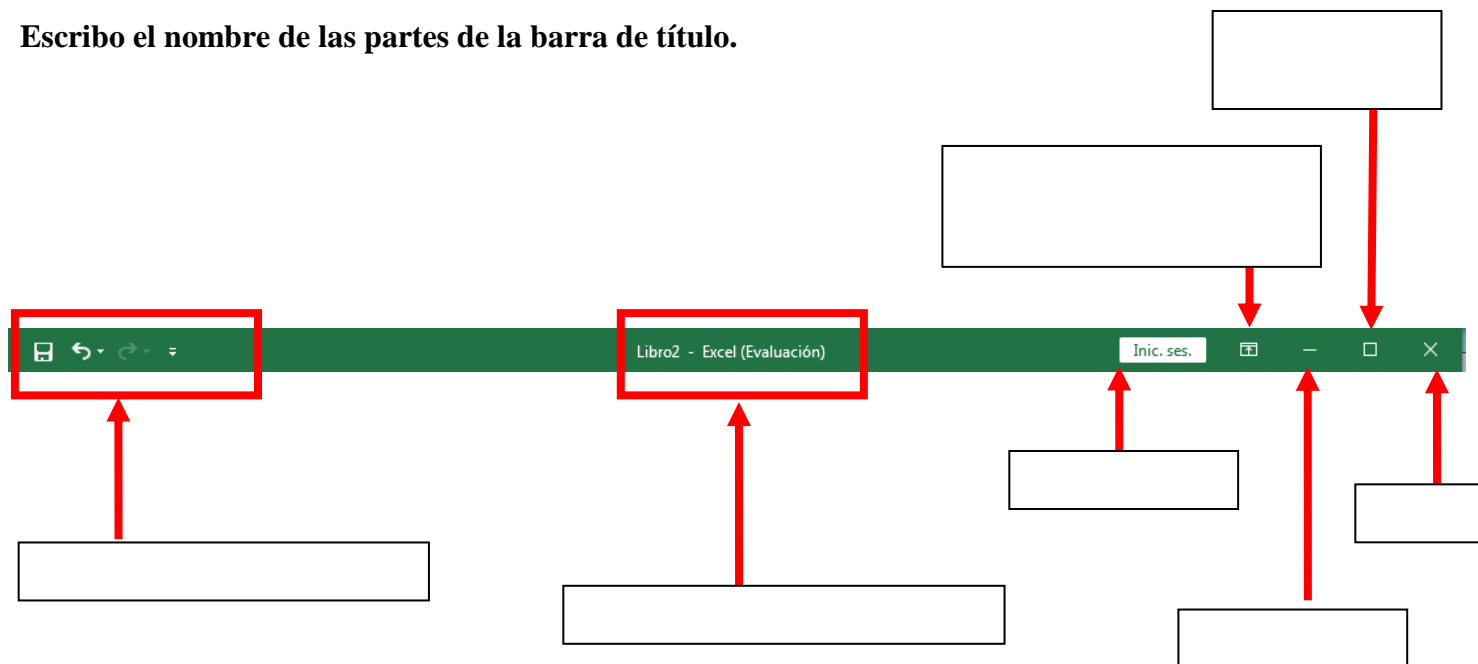 Escribo el nombre de las partes de la barra de título.
Libro2 - Excel (Evaluación)
Inic. ses.